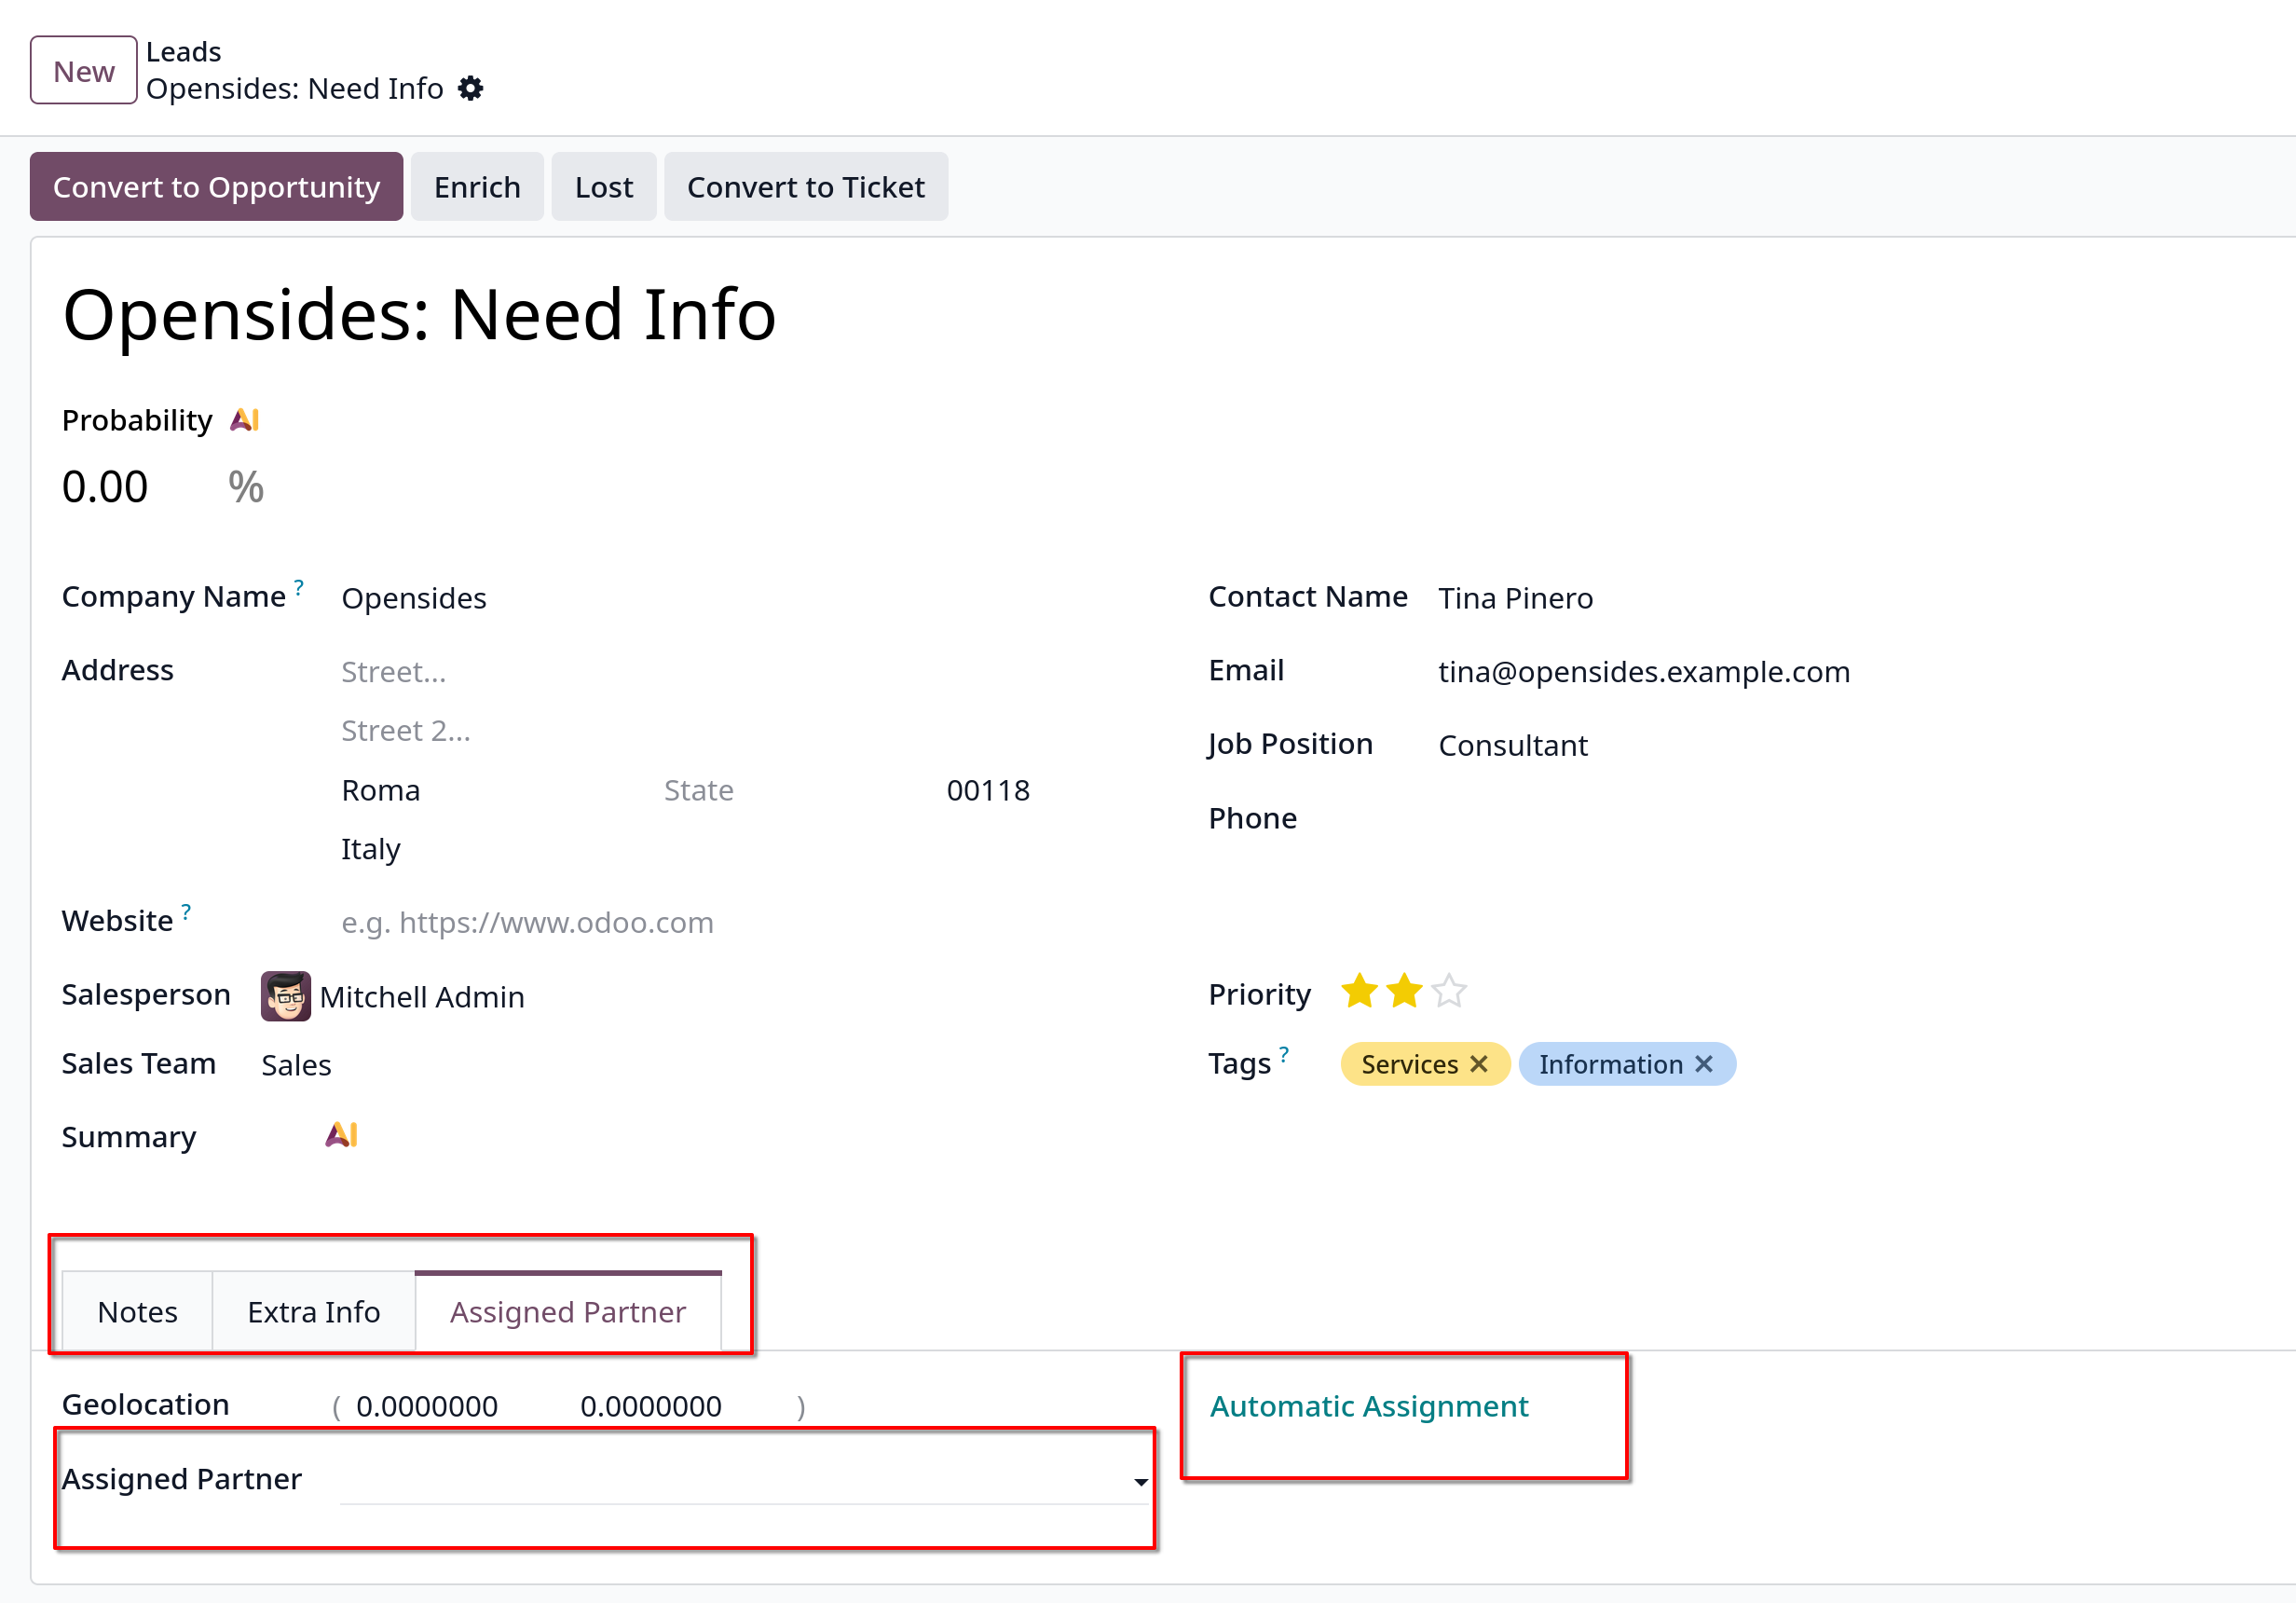 New
Leads
Opensides: Need Info
Convert to Opportunity Enrich Lost Convert to Ticket
Opensides: Need Info
Probability AI
0.00 %
Company Name ? Opensides
Contact Name Tina Pinero
Address Street...
Email tina@opensides.example.com
Street 2...
Job Position Consultant
Roma State 00118
Phone
Italy
Website ? e.g. https://www.odoo.com
Salesperson Mitchell Admin
Priority
Sales Team Sales
Tags ? Services Information
Summary AI
Notes Extra Info Assigned Partner
Geolocation ( 0.0000000 0.0000000 )
Automatic Assignment
Assigned Partner